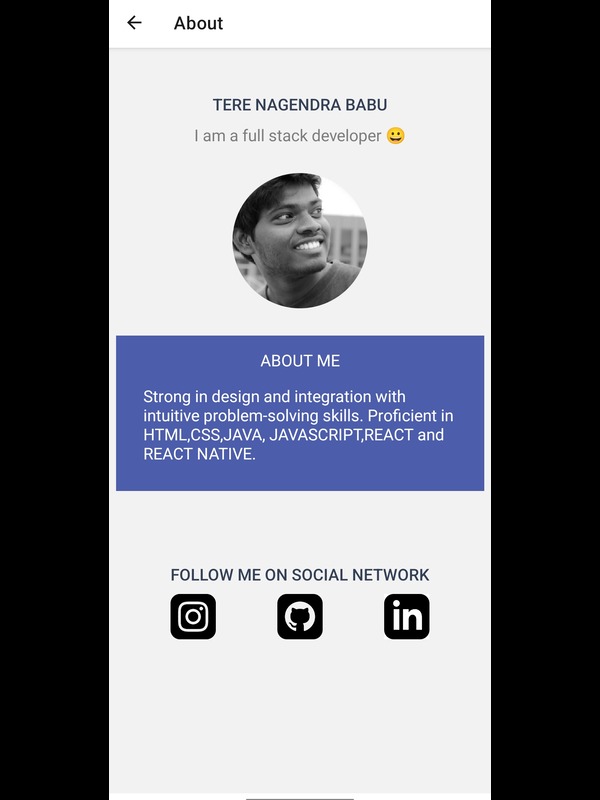 About
TERE NAGENDRA BABU
I am a full stack developer 😀
ABOUT ME
Strong in design and integration with
intuitive problem-solving skills. Proficient in
HTML,CSS,JAVA, JAVASCRIPT,REACT and
REACT NATIVE.
FOLLOW ME ON SOCIAL NETWORK
in